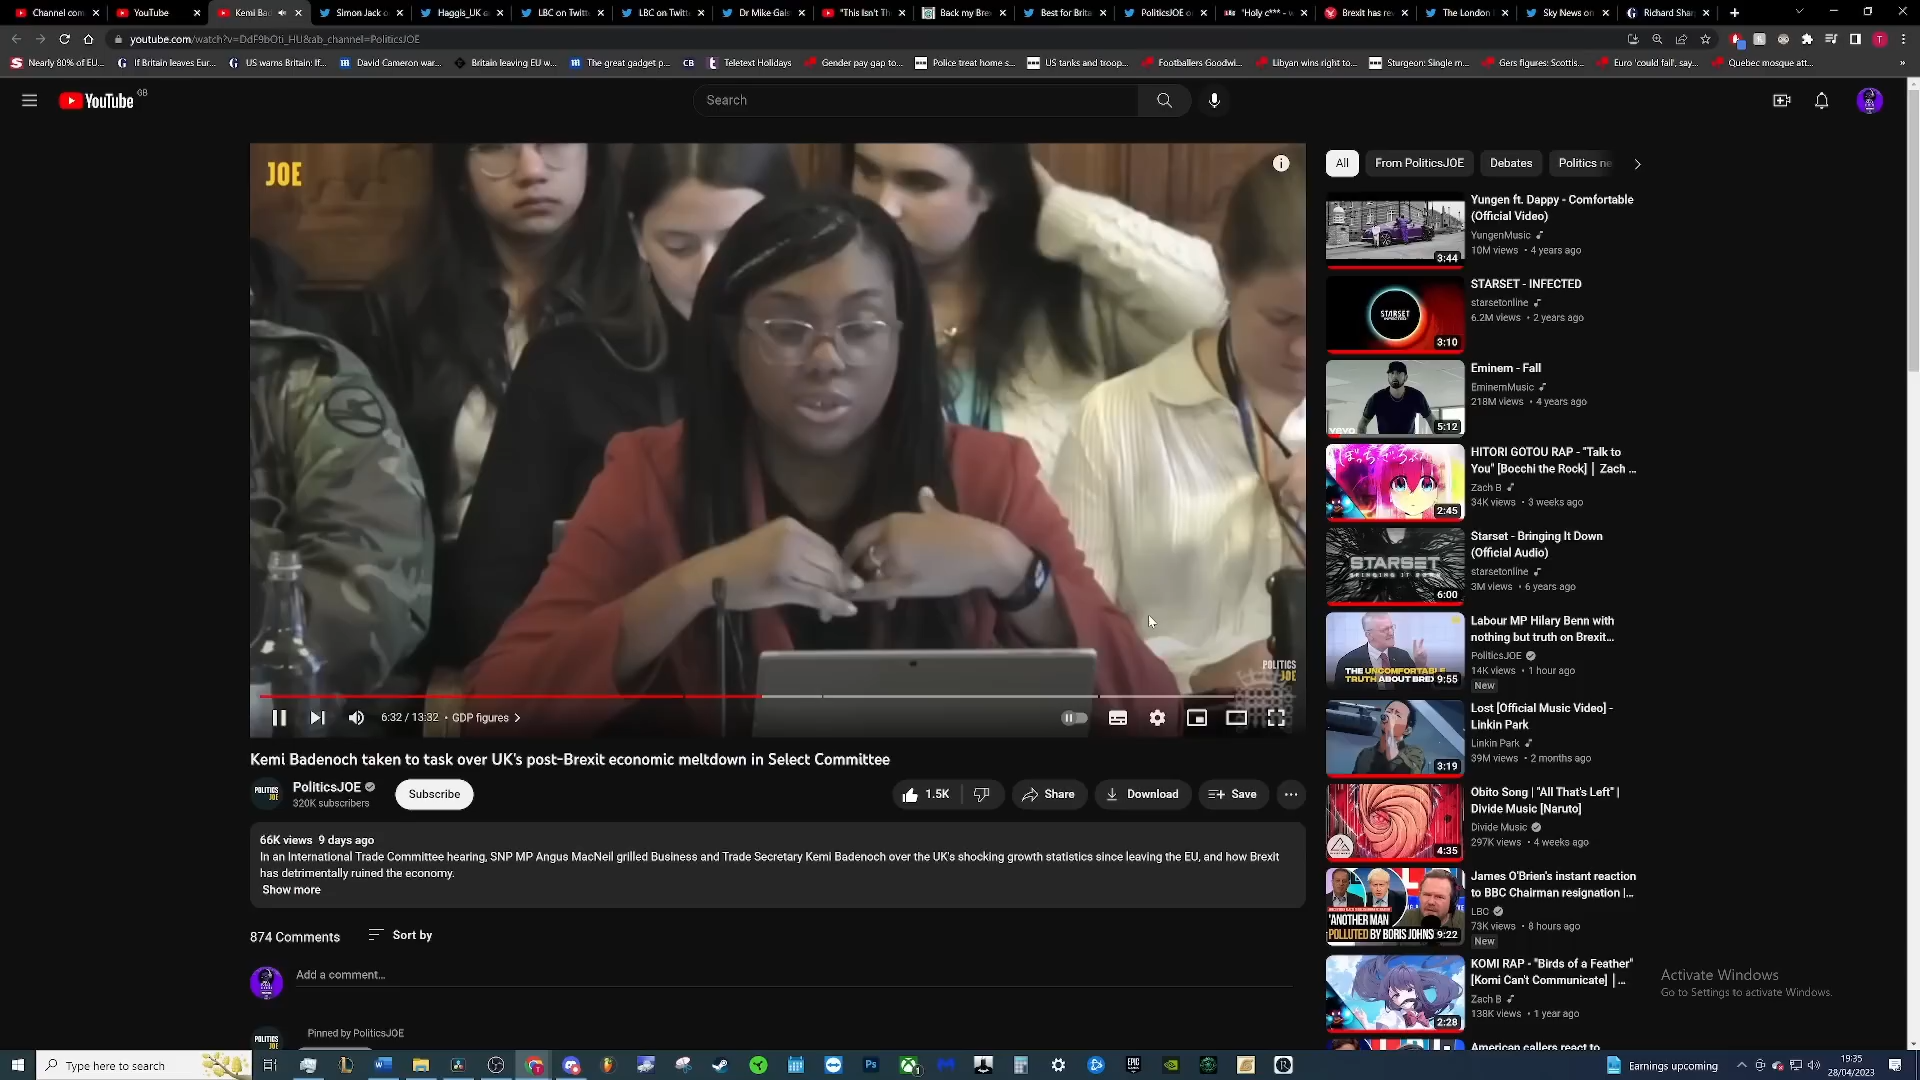 Channel com
YouTube
Kemi Bad
Simon Jack o
Haggis_UK o
LBC on Twitt
LBC on Twitt
Dr Mike Gals
"This Isn't The
Back my Bre
Best for Brita
PoliticsJOE o
"Holy c*** - w
Brexit has re
The London
Sky News on
Richard Shar
youtube.com/watch?v=DdF9bOti_HU&ab_channel=PoliticsJOE
Nearly 80% of EU...
If Britain leaves Eur...
US warns Britain: If...
David Cameron war...
Britain leaving EU w...
The great gadget p...
CB
Teletext Holidays
Gender pay gap to...
Police treat home s...
US tanks and troop...
Footballers Goodwi...
Libyan wins right to...
Sturgeon: Single m...
Gers figures: Scottis...
Euro 'could fail', say...
Quebec mosque att...
YouTube GB
Search
JOE
POLITICS
JOE
6:32 / 13:32 • GDP figures
Kemi Badenoch taken to task over UK's post-Brexit economic meltdown in Select Committee
POLITICS
JOE
PoliticsJOE
320K subscribers
Subscribe
1.5K
Share
Download
Save
66K views 9 days ago
In an International Trade Committee hearing, SNP MP Angus MacNeil grilled Business and Trade Secretary Kemi Badenoch over the UK's shocking growth statistics since leaving the EU, and how Brexit
has detrimentally ruined the economy.
Show more
874 Comments
Sort by
Add a comment...
Pinned by PoliticsJOE
POLITICS
JOE
All
From PoliticsJOE
Debates
Politics ne
Yungen ft. Dappy - Comfortable
(Official Video)
YungenMusic
10M views • 4 years ago
3:44
STARSET - INFECTED
starsetonline
6.2M views • 2 years ago
STARSET
3:10
Eminem - Fall
EminemMusic
218M views • 4 years ago
vevo
5:12
HITORI GOTOU RAP - "Talk to
You" [Bocchi the Rock] | Zach ...
Zach B
34K views • 3 weeks ago
2:45
Starset - Bringing It Down
(Official Audio)
starsetonline
3M views • 6 years ago
STARSET
BRINGING IT DOWN
6:00
Labour MP Hilary Benn with
nothing but truth on Brexit...
PoliticsJOE
14K views • 1 hour ago
New
THE UNCOMFORTABLE
TRUTH ABOUT BREX
9:55
Lost [Official Music Video] -
Linkin Park
Linkin Park
39M views • 2 months ago
3:19
Obito Song | "All That's Left" |
Divide Music [Naruto]
Divide Music
297K views • 4 weeks ago
4:35
James O'Brien's instant reaction
to BBC Chairman resignation |...
LBC
73K views • 8 hours ago
New
'ANOTHER MAN
POLLUTED BY BORIS JOHNS
9:22
KOMI RAP - "Birds of a Feather"
[Komi Can't Communicate] |...
Zach B
138K views • 1 year ago
2:28
American callers react to
Activate Windows
Go to Settings to activate Windows.
Type here to search
Earnings upcoming
19:35
28/04/2023